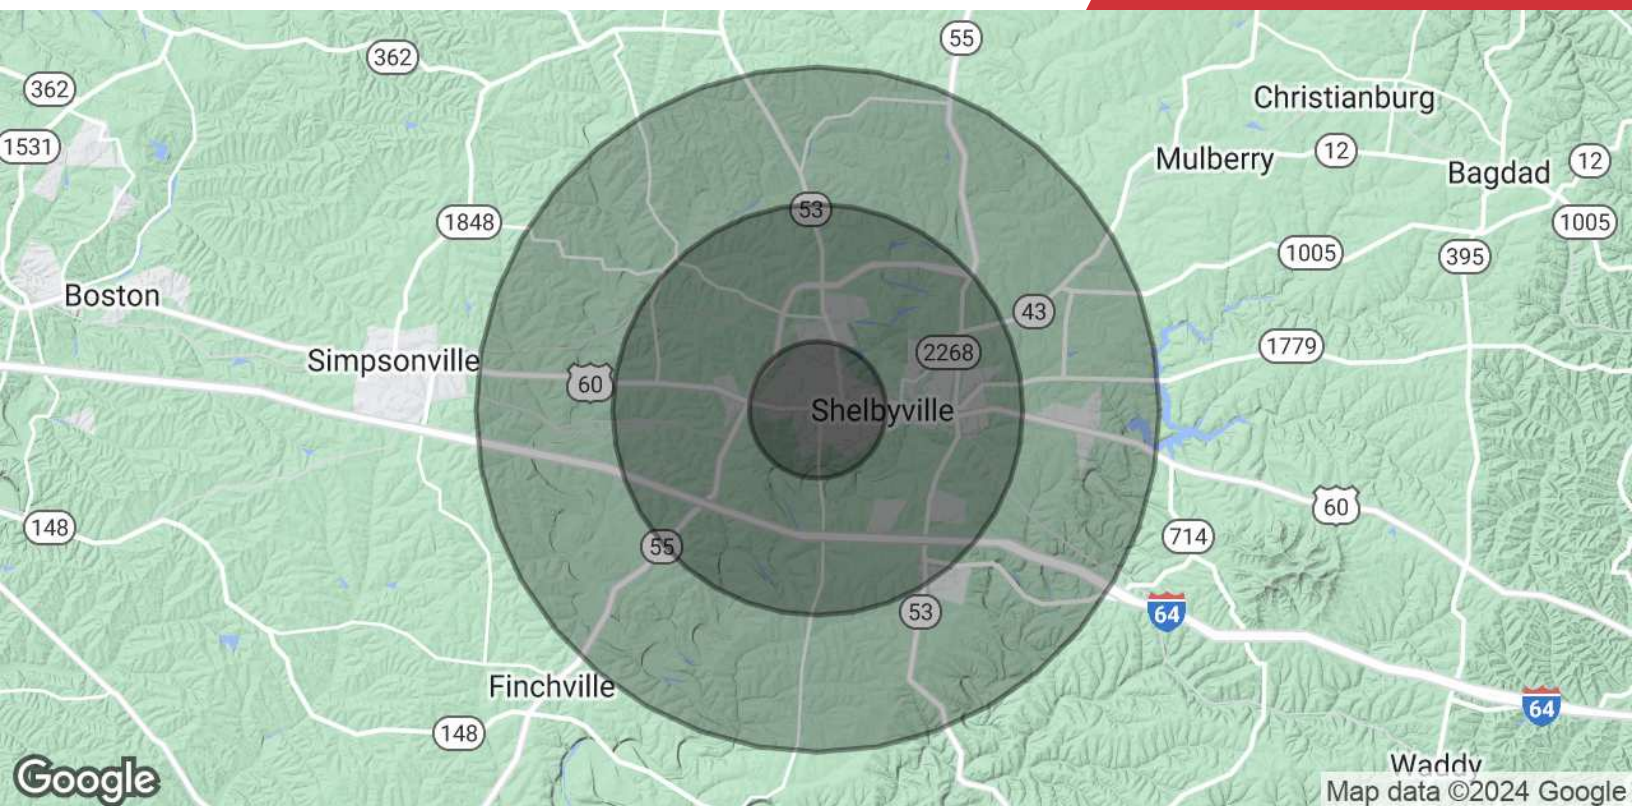 55
362
362
Christianburg
1531
Mulberry
12
Bagdad
12
53
1848
1005
1005
395
Boston
43
2268
1779
Simpsonville
60
Shelbyville
60
148
714
55
64
53
Finchville
64
148
Waddy
Google
Map data ©2024 Google